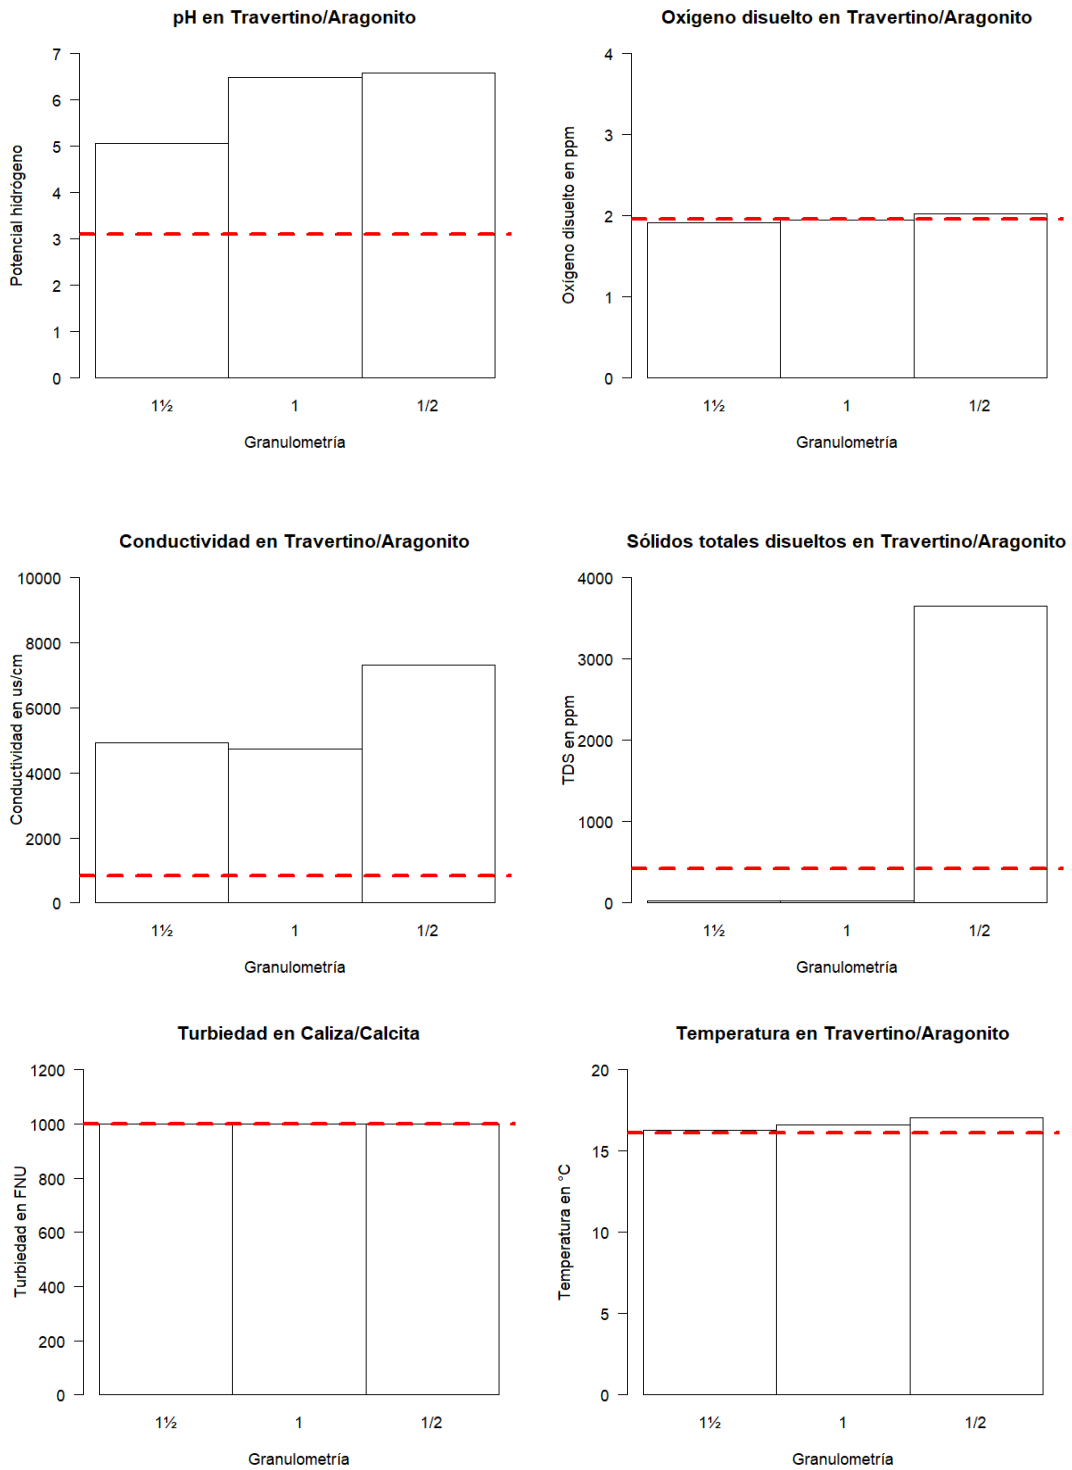 pH en Travertino/Aragonito
7
6
5
4
3
2
1
0
Potencial hidrógeno
1½ 1 1/2
Granulometría
Oxígeno disuelto en Travertino/Aragonito
4
3
2
1
0
Oxígeno disuelto en ppm
1½ 1 1/2
Granulometría
Conductividad en Travertino/Aragonito
10000
8000
6000
4000
2000
0
Conductividad en us/cm
1½ 1 1/2
Granulometría
Sólidos totales disueltos en Travertino/Aragonito
4000
3000
2000
1000
0
TDS en ppm
1½ 1 1/2
Granulometría
Turbiedad en Caliza/Calcita
1200
1000
800
600
400
200
0
Turbiedad en FNU
1½ 1 1/2
Granulometría
Temperatura en Travertino/Aragonito
20
15
10
5
0
Temperatura en °C
1½ 1 1/2
Granulometría